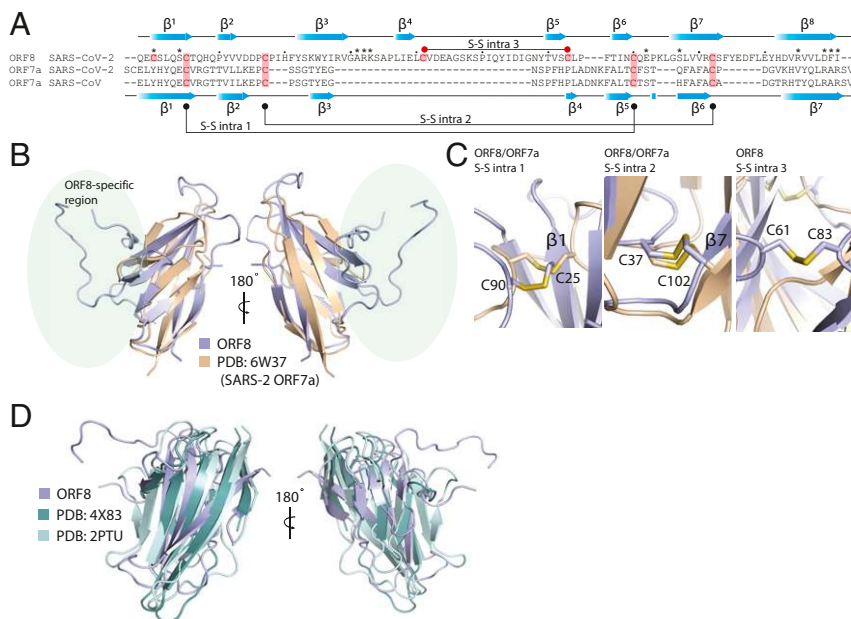 A
β1 β2 β3 β4 β5 β6 β7 β8
S-S intra 3
ORF8 SARS-CoV-2 --QECSLQSCTQHQPYVVDDPCPIHFYSKWYIRVGARKSAPLIELCVDEAGSKSPIQYIDIGNYTVSCLP--FTINCQEPKLGSLVVRCSFYEDFLEYHDVRVVLDFI
ORF7a SARS-CoV-2
ORF7a SARS-CoV
β1 β2 β3 β4 β5 β6 β7
S-S intra 1
S-S intra 2
B
ORF8-specific
region
180°
ORF8
PDB: 6W37
(SARS-2 ORF7a)
C
ORF8/ORF7a
S-S intra 1
β1
C90
C25
ORF8/ORF7a
S-S intra 2
β7
C37
C102
ORF8
S-S intra 3
C61
C83
D
ORF8
PDB: 4X83
PDB: 2PTU
180°